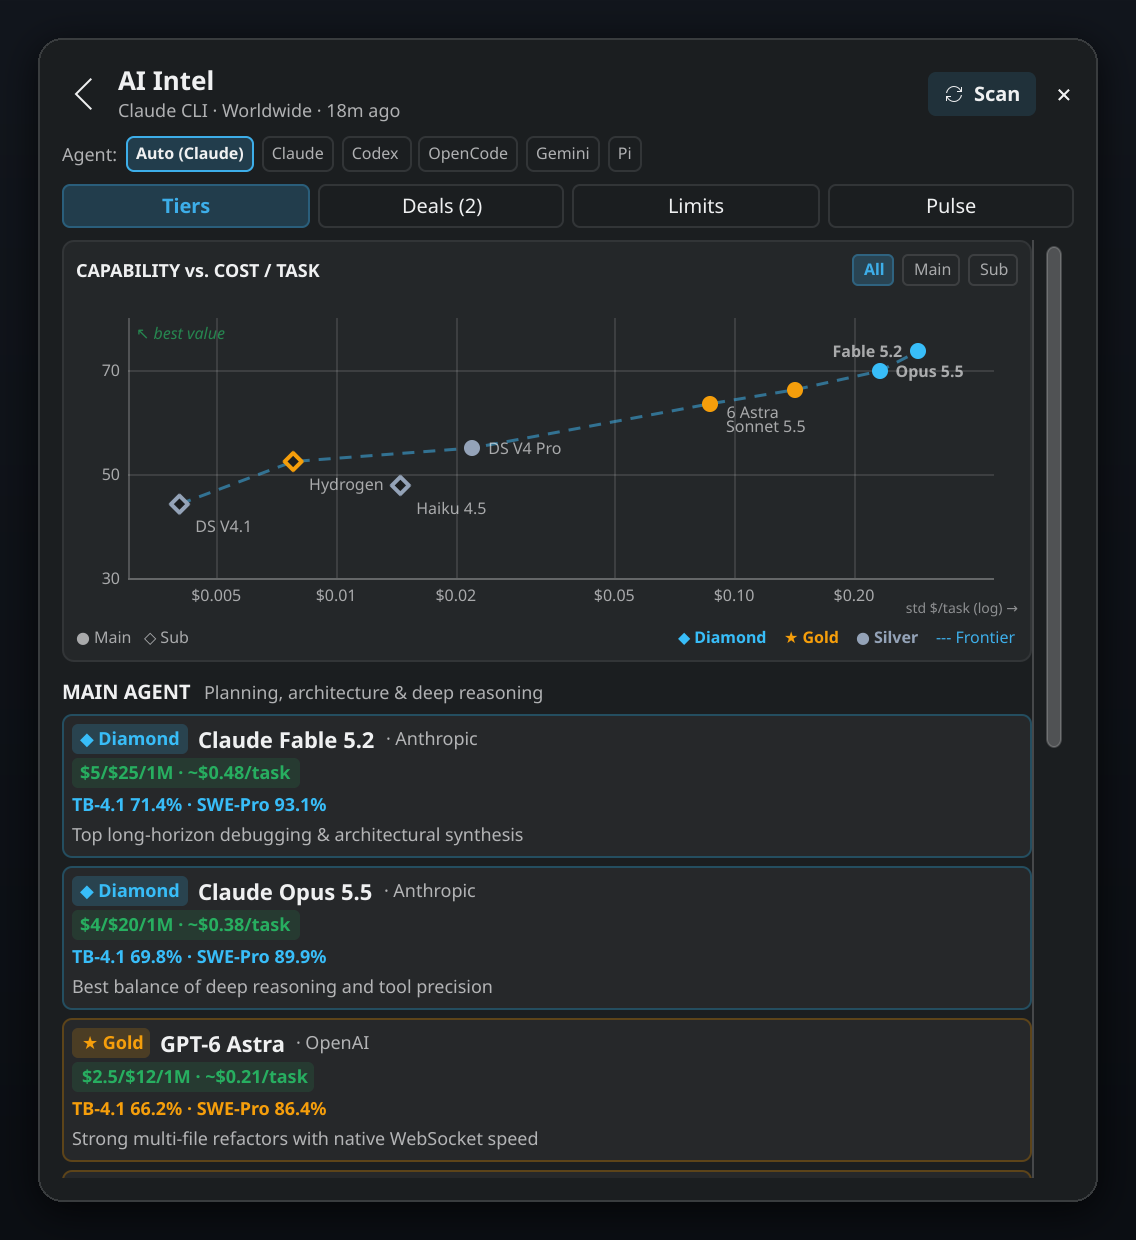 AI Intel
Claude CLI · Worldwide · 18m ago
Scan ×
Agent: Auto (Claude) Claude Codex OpenCode Gemini Pi
Tiers Deals (2) Limits Pulse
CAPABILITY vs. COST / TASK All Main Sub
↖ best value
Fable 5.2
70 Opus 5.5
6 Astra
Sonnet 5.5
DS V4 Pro
50
Hydrogen
Haiku 4.5
DS V4.1
30
$0.005 $0.01 $0.02 $0.05 $0.10 $0.20
std $/task (log) →
● Main ◇ Sub ◆ Diamond ★ Gold ● Silver --- Frontier
MAIN AGENT Planning, architecture & deep reasoning
◆ Diamond Claude Fable 5.2 · Anthropic
$5/$25/1M · ~$0.48/task
TB-4.1 71.4% · SWE-Pro 93.1%
Top long-horizon debugging & architectural synthesis
◆ Diamond Claude Opus 5.5 · Anthropic
$4/$20/1M · ~$0.38/task
TB-4.1 69.8% · SWE-Pro 89.9%
Best balance of deep reasoning and tool precision
★ Gold GPT-6 Astra · OpenAI
$2.5/$12/1M · ~$0.21/task
TB-4.1 66.2% · SWE-Pro 86.4%
Strong multi-file refactors with native WebSocket speed